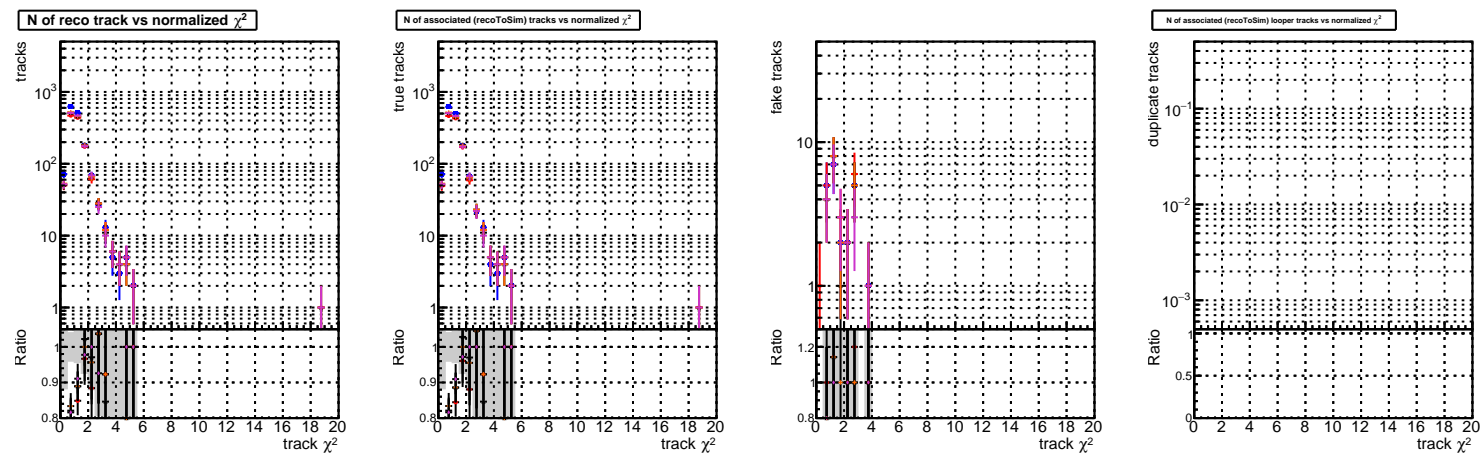 N of reco track vs normalized χ²
tracks
10³
10²
10
1
Ratio
1
0.9
0.8
0 2 4 6 8 10 12 14 16 18 20
track χ²
N of associated (recoToSim) tracks vs normalized χ²
true tracks
10³
10²
10
1
Ratio
1
0.9
0.8
0 2 4 6 8 10 12 14 16 18 20
track χ²
fake tracks
10
1
Ratio
1.2
1
0.8
0 2 4 6 8 10 12 14 16 18 20
track χ²
N of associated (recoToSim) looper tracks vs normalized χ²
duplicate tracks
10⁻¹
10⁻²
10⁻³
Ratio
1
0.5
0
0 2 4 6 8 10 12 14 16 18 20
track χ²